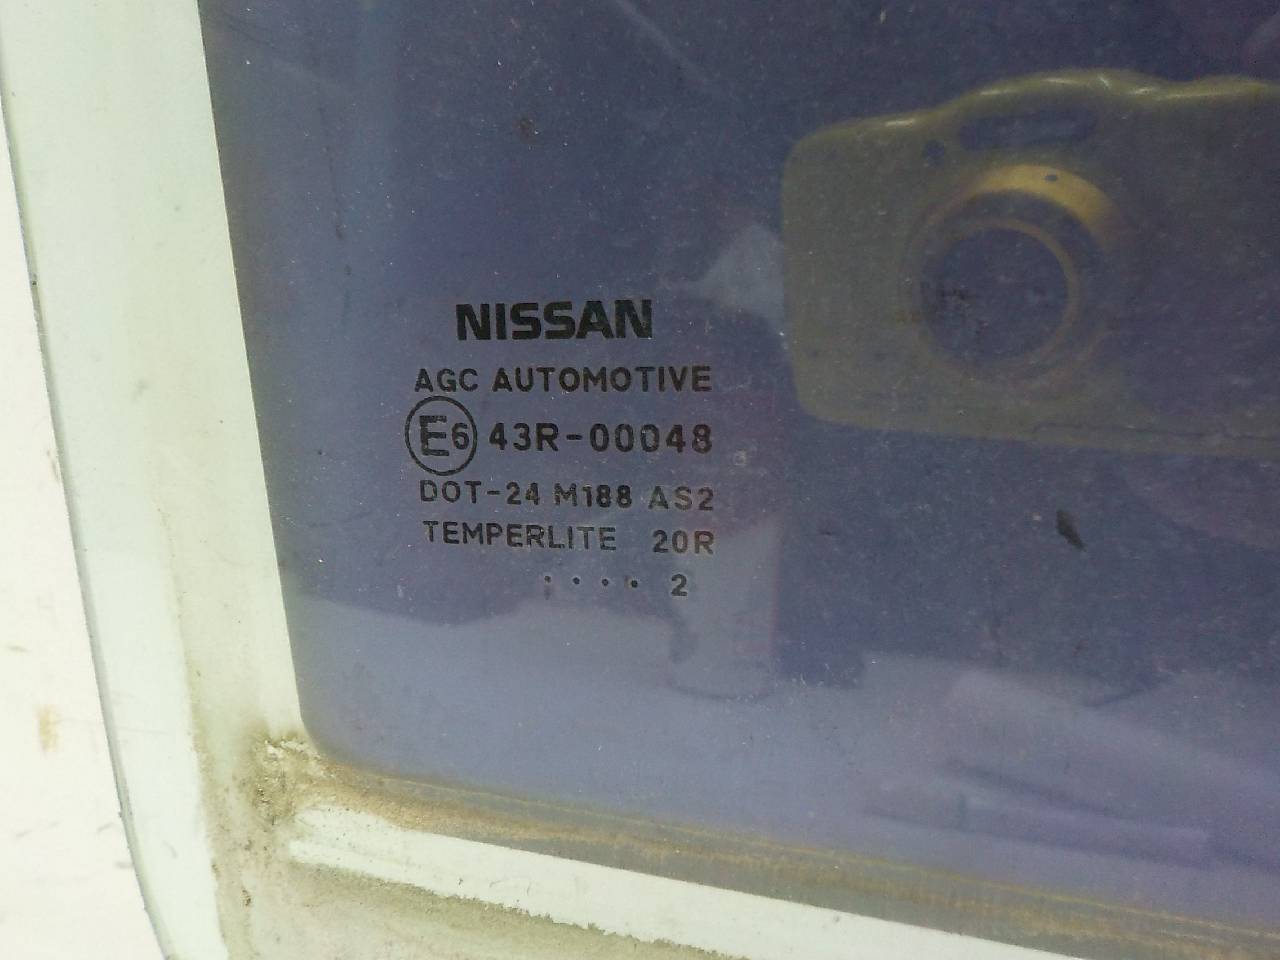 NISSAN
AGC AUTOMOTIVE
E6 43R-00048
DOT-24 M188 AS2
TEMPERLITE 20R
.... 2